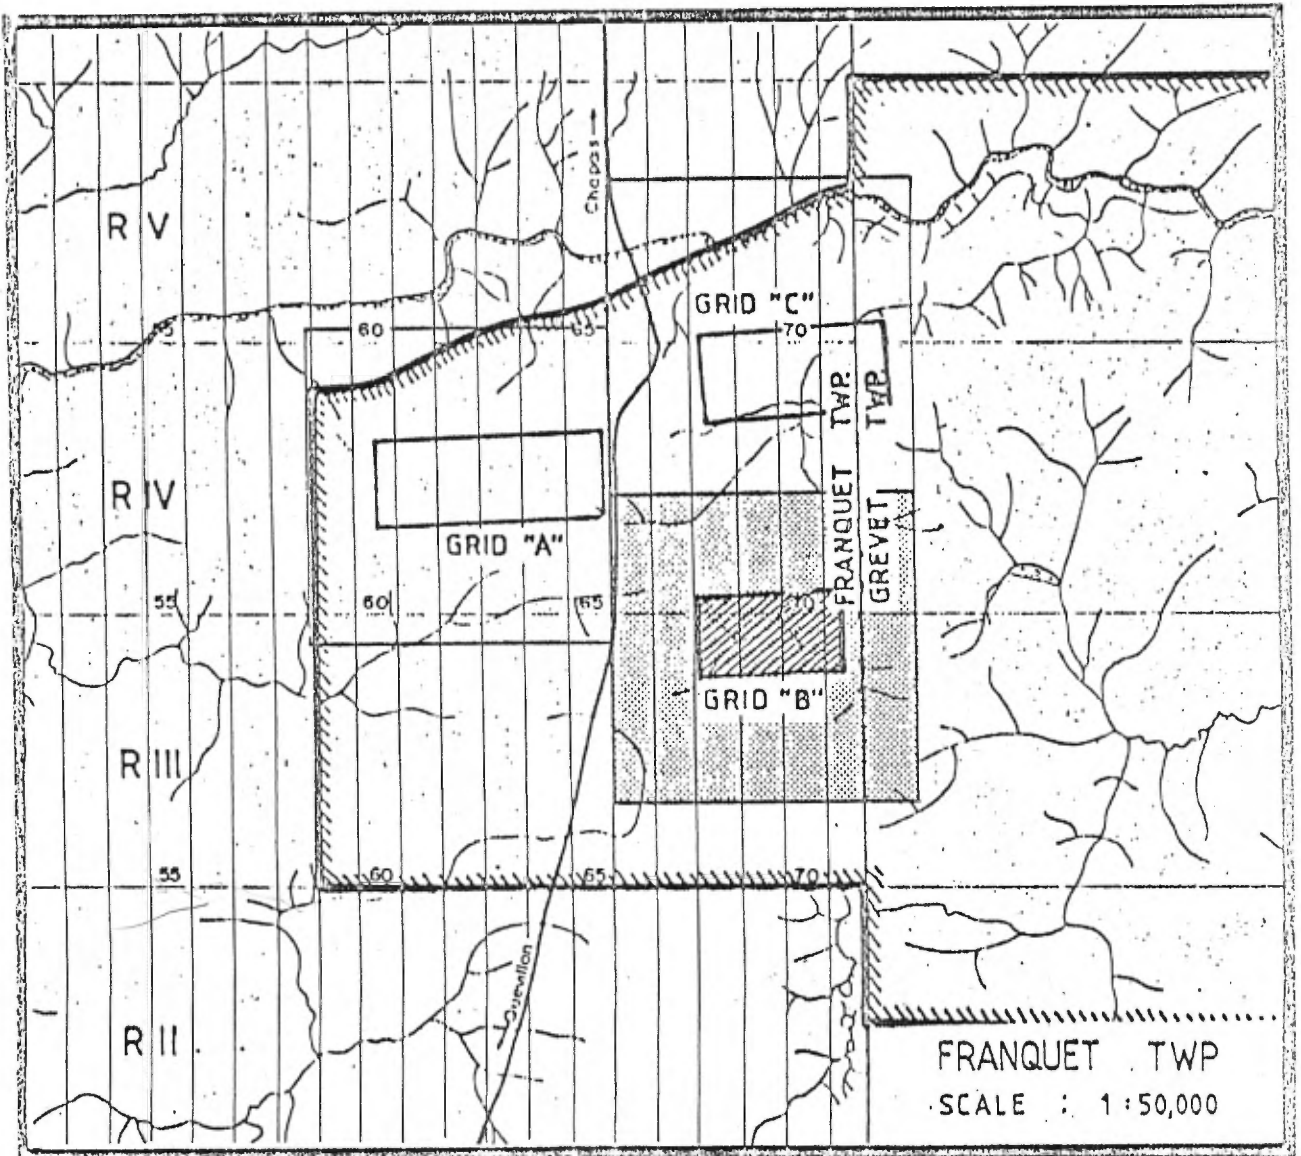 Chapais
R V
GRID "C"
55
60
65
70
FRANQUET TWP.
GREVET TWP.
R IV
GRID "A"
55
60
65
70
GRID "B"
R III
55
60
65
70
Quevillon
R II
FRANQUET TWP
SCALE : 1:50,000